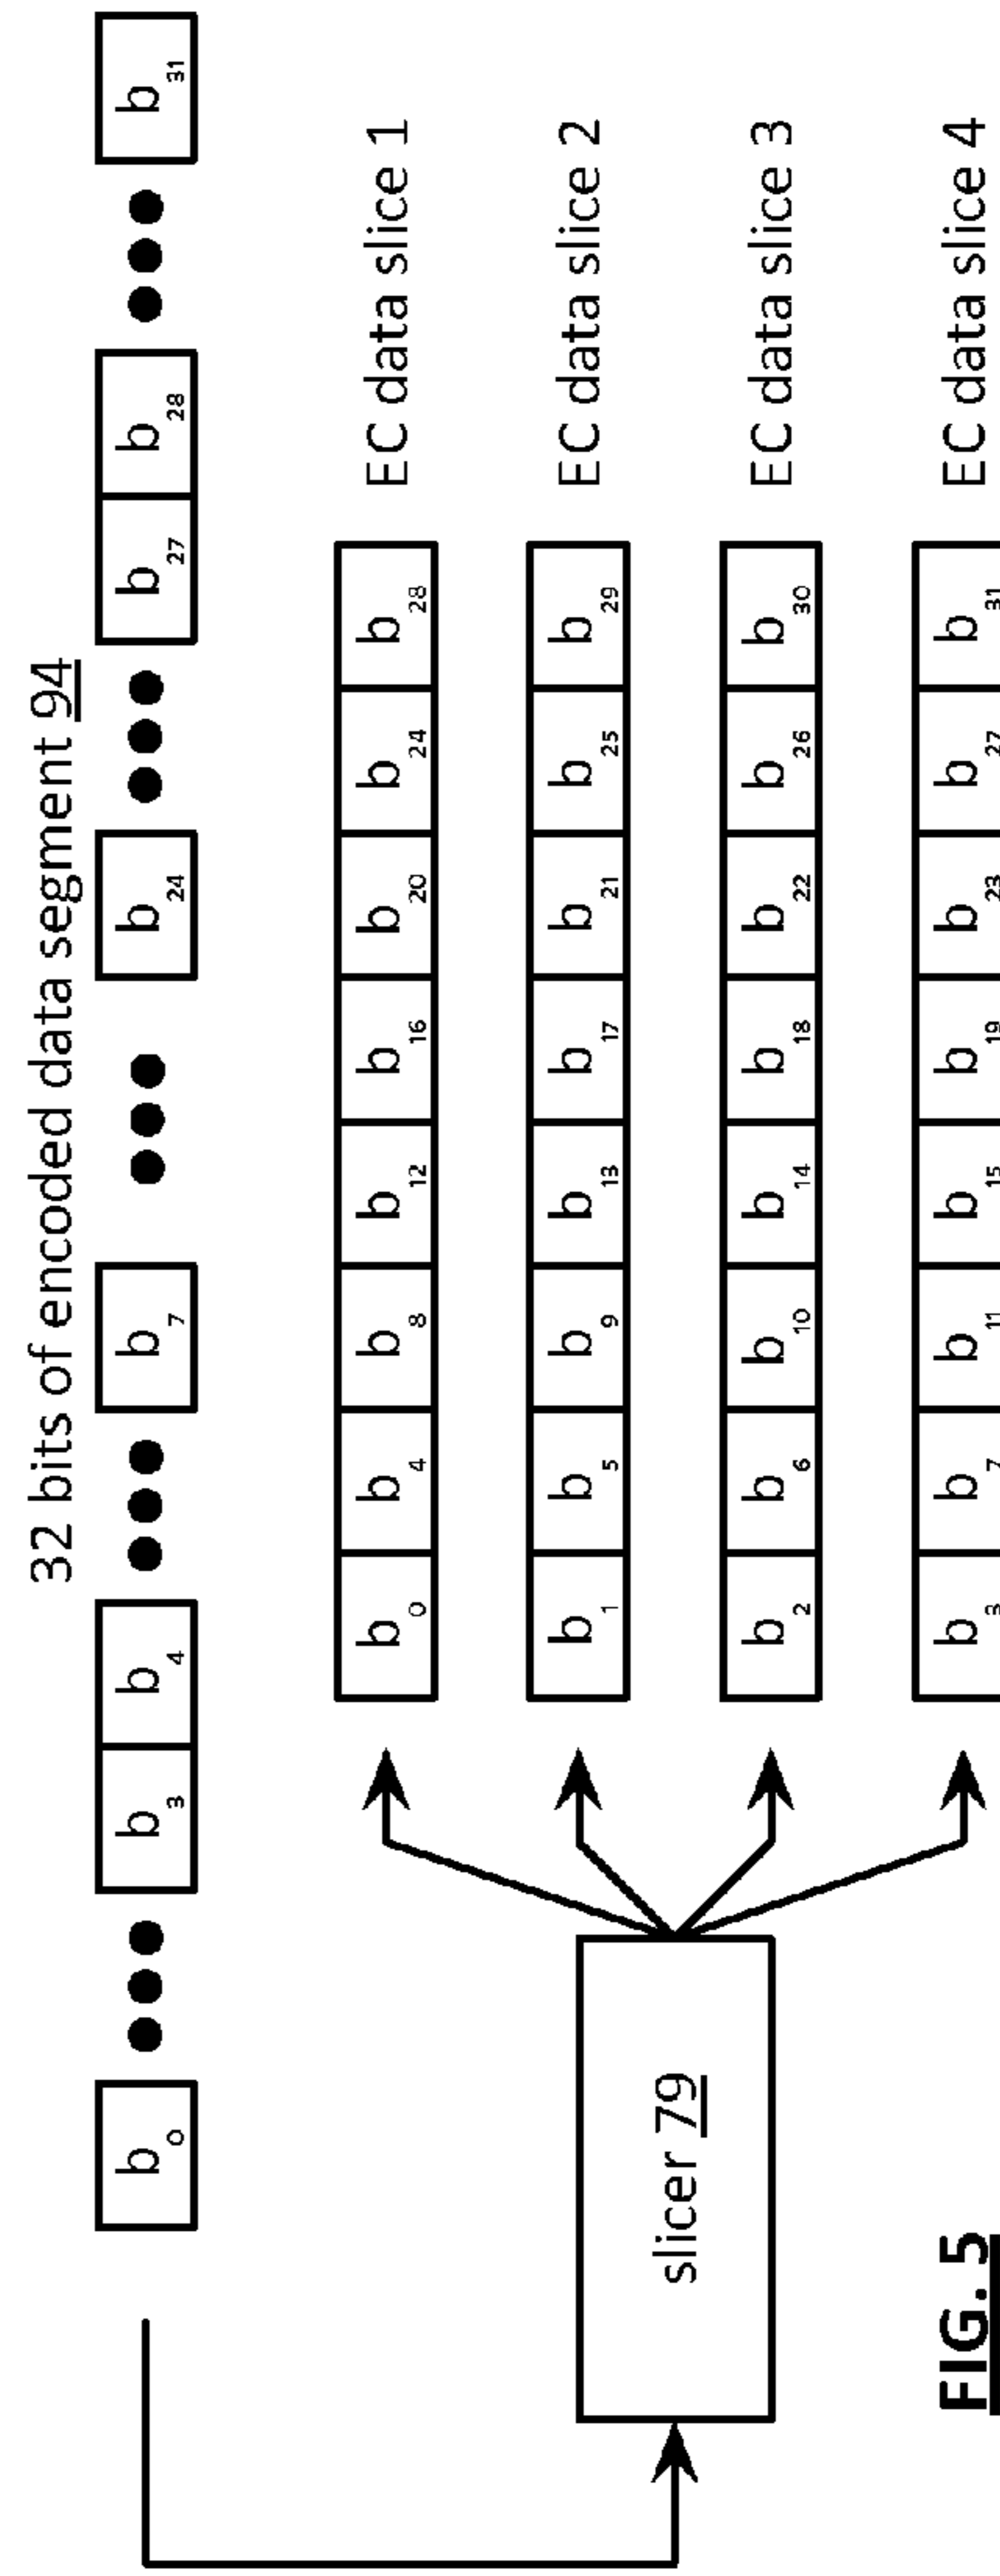 32 bits of encoded data segment 94
b0 ●●● b3 b4 ●●● b7 ●●● b24 ●●● b27 b28 ●●● b31
b0 b4 b8 b12 b16 b20 b24 b28 EC data slice 1
b1 b5 b9 b13 b17 b21 b25 b29 EC data slice 2
slicer 79
b2 b6 b10 b14 b18 b22 b26 b30 EC data slice 3
b3 b7 b11 b15 b19 b23 b27 b31 EC data slice 4
FIG. 5